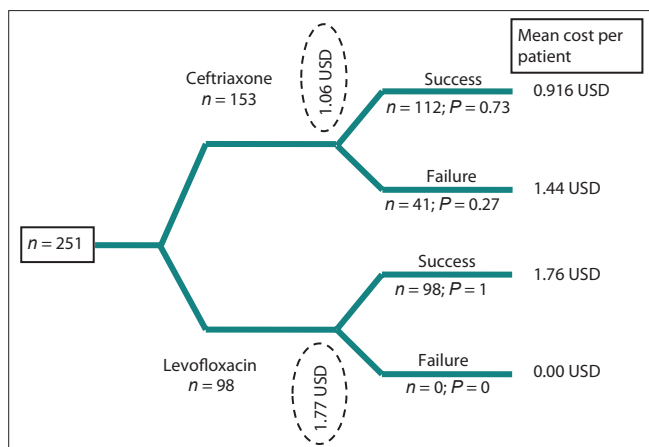 Mean cost per
patient
Ceftriaxone
n = 153
1.06 USD
Success
n = 112; P = 0.73
0.916 USD
Failure
n = 41; P = 0.27
1.44 USD
n = 251
Success
n = 98; P = 1
1.76 USD
Levofloxacin
n = 98
1.77 USD
Failure
n = 0; P = 0
0.00 USD